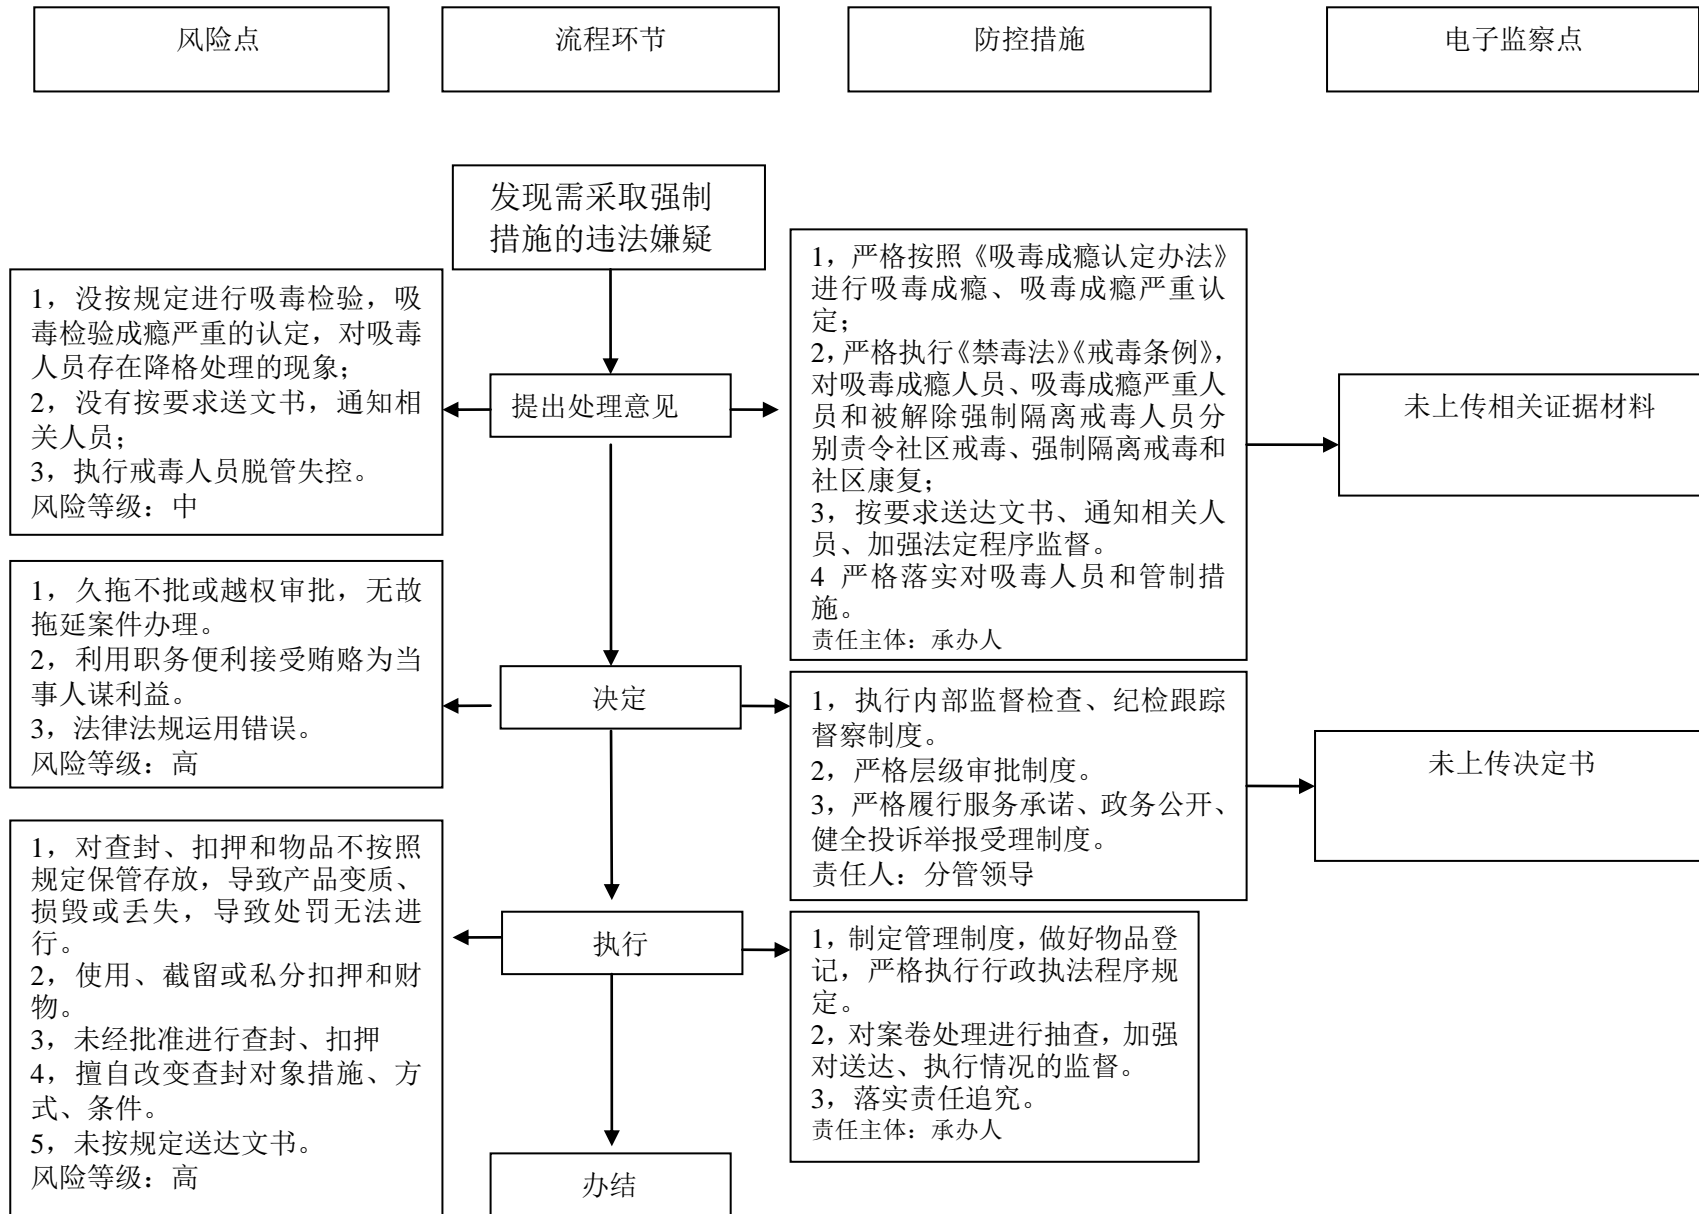 风险点
流程环节
防控措施
电子监察点
发现需采取强制
措施的违法嫌疑
1，没按规定进行吸毒检验，吸
毒检验成瘾严重的认定，对吸毒
人员存在降格处理的现象；
2，没有按要求送文书，通知相
关人员；
3，执行戒毒人员脱管失控。
风险等级：中
提出处理意见
1，严格按照《吸毒成瘾认定办法》
进行吸毒成瘾、吸毒成瘾严重认
定；
2，严格执行《禁毒法》《戒毒条例》，
对吸毒成瘾人员、吸毒成瘾严重人
员和被解除强制隔离戒毒人员分
别责令社区戒毒、强制隔离戒毒和
社区康复；
3，按要求送达文书、通知相关人
员、加强法定程序监督。
4 严格落实对吸毒人员和管制措
施。
责任主体：承办人
未上传相关证据材料
1，久拖不批或越权审批，无故
拖延案件办理。
2，利用职务便利接受贿赂为当
事人谋利益。
3，法律法规运用错误。
风险等级：高
决定
1，执行内部监督检查、纪检跟踪
督察制度。
2，严格层级审批制度。
3，严格履行服务承诺、政务公开、
健全投诉举报受理制度。
责任人：分管领导
未上传决定书
1，对查封、扣押和物品不按照
规定保管存放，导致产品变质、
损毁或丢失，导致处罚无法进
行。
2，使用、截留或私分扣押和财
物。
3，未经批准进行查封、扣押
4，擅自改变查封对象措施、方
式、条件。
5，未按规定送达文书。
风险等级：高
执行
1，制定管理制度，做好物品登
记，严格执行行政执法程序规
定。
2，对案卷处理进行抽查，加强
对送达、执行情况的监督。
3，落实责任追究。
责任主体：承办人
办结